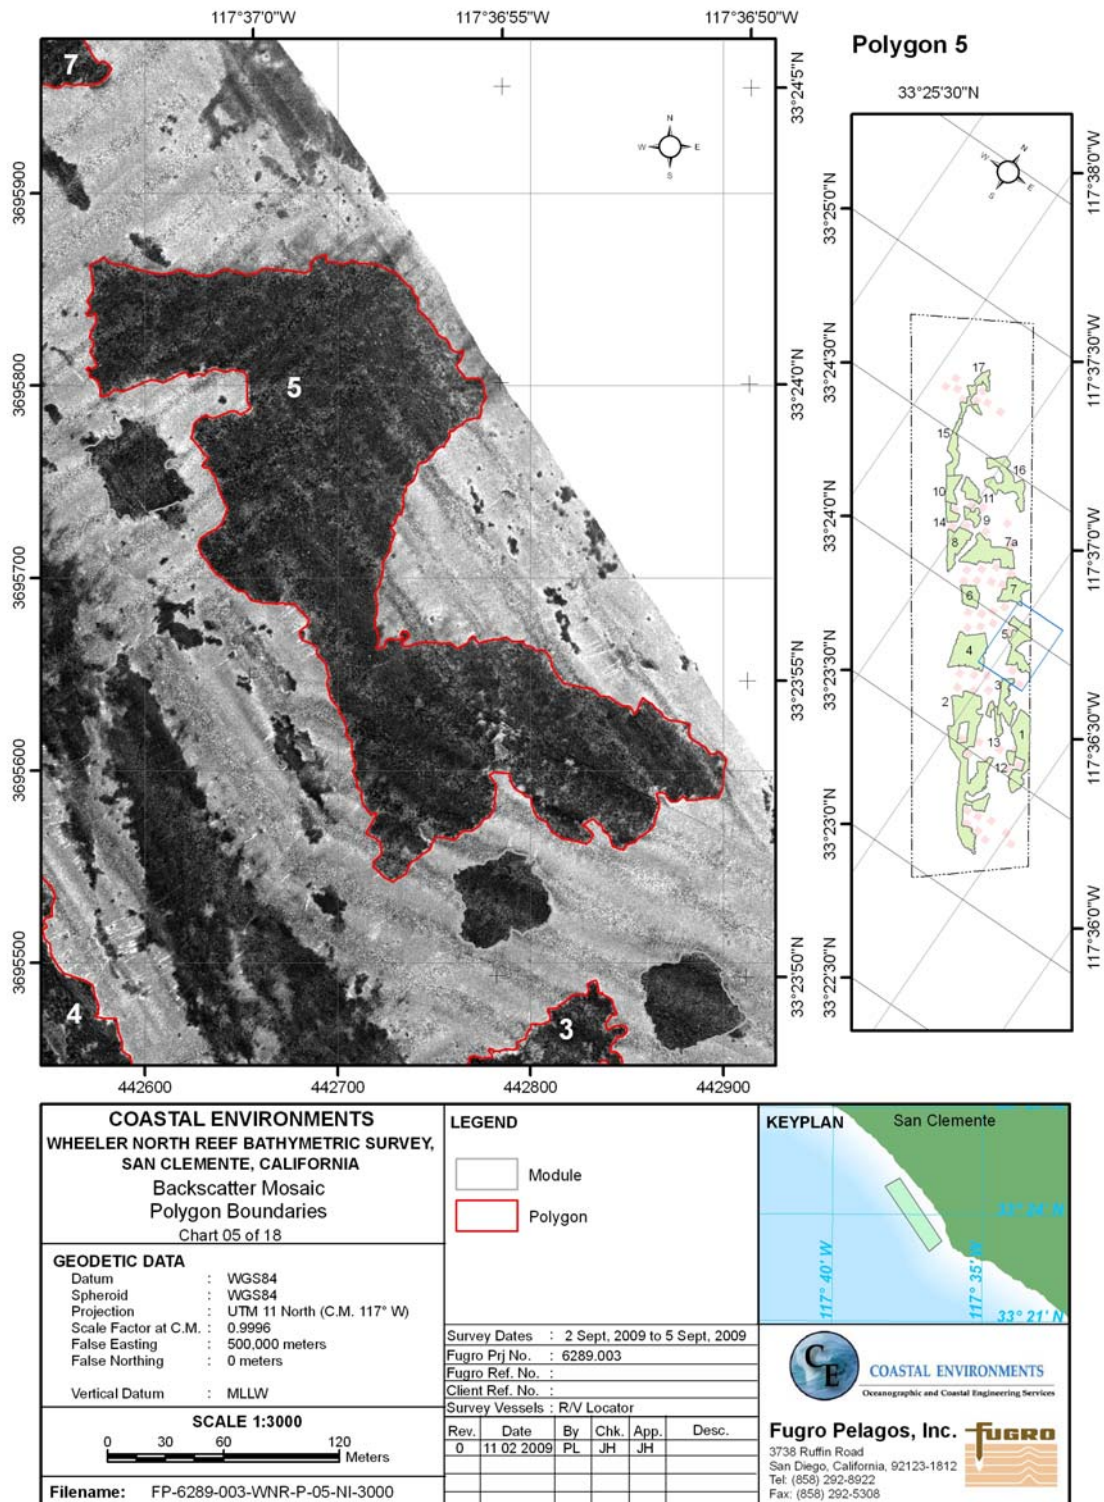 117°37'0"W
117°36'55"W
117°36'50"W
Polygon 5
7
33°24'5"N
N
W
E
S
3695900
5
3695800
33°24'0"N
3695700
33°23'55"N
3695600
3695500
33°23'50"N
4
3
442600
442700
442800
442900
33°25'30"N
N
W
E
S
117°38'0"W
33°25'0"N
117°37'30"W
33°24'30"N
17
15
16
10
11
14
9
33°24'0"N
8
7a
117°37'0"W
6
7
5
4
33°23'30"N
3
2
1
117°36'30"W
13
12
33°23'0"N
117°36'0"W
33°22'30"N
COASTAL ENVIRONMENTS
WHEELER NORTH REEF BATHYMETRIC SURVEY,
SAN CLEMENTE, CALIFORNIA
Backscatter Mosaic
Polygon Boundaries
Chart 05 of 18
GEODETIC DATA
Datum : WGS84
Spheroid : WGS84
Projection : UTM 11 North (C.M. 117° W)
Scale Factor at C.M. : 0.9996
False Easting : 500,000 meters
False Northing : 0 meters
Vertical Datum : MLLW
SCALE 1:3000
0 30 60 120
Meters
Filename: FP-6289-003-WNR-P-05-NI-3000
LEGEND
Module
Polygon
Survey Dates : 2 Sept, 2009 to 5 Sept, 2009
Fugro Prj No. : 6289.003
Fugro Ref. No. :
Client Ref. No. :
Survey Vessels : R/V Locator
Rev. Date By Chk. App. Desc.
0 11 02 2009 PL JH JH
KEYPLAN
San Clemente
33° 24' N
117° 40' W
117° 35' W
33° 21' N
CE
COASTAL ENVIRONMENTS
Oceanographic and Coastal Engineering Services
Fugro Pelagos, Inc.
3738 Ruffin Road
San Diego, California, 92123-1812
Tel: (858) 292-8922
Fax: (858) 292-5308
FUGRO